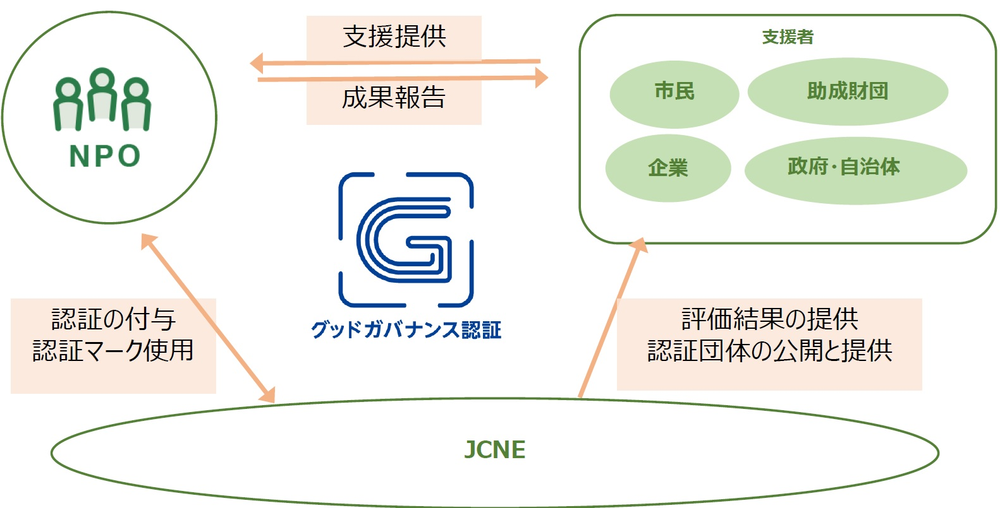 支援提供
成果報告
NPO
支援者
市民
助成財団
企業
政府・自治体
グッドガバナンス認証
認証の付与
認証マーク使用
評価結果の提供
認証団体の公開と提供
JCNE